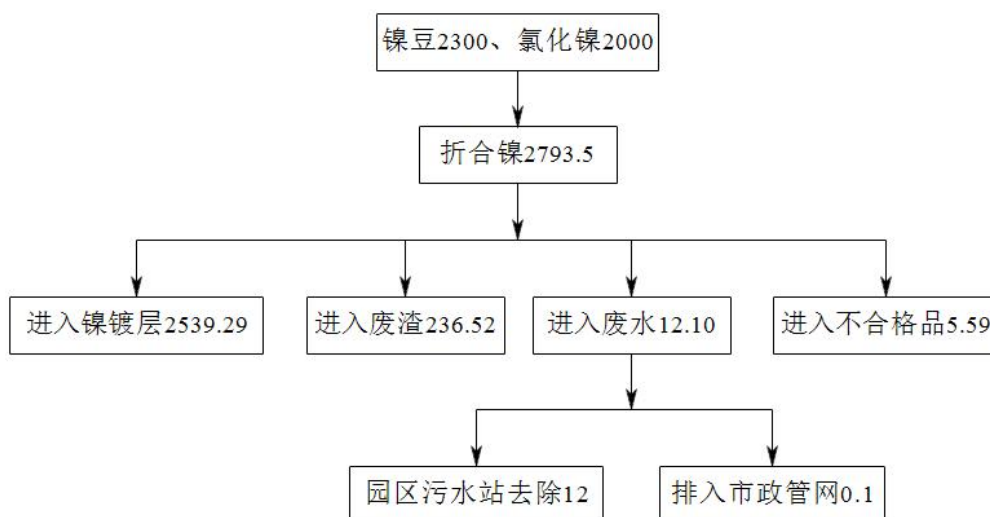 镍豆2300、氯化镍2000
折合镍2793.5
进入镍镀层2539.29
进入废渣236.52
进入废水12.10
进入不合格品5.59
园区污水站去除12
排入市政管网0.1